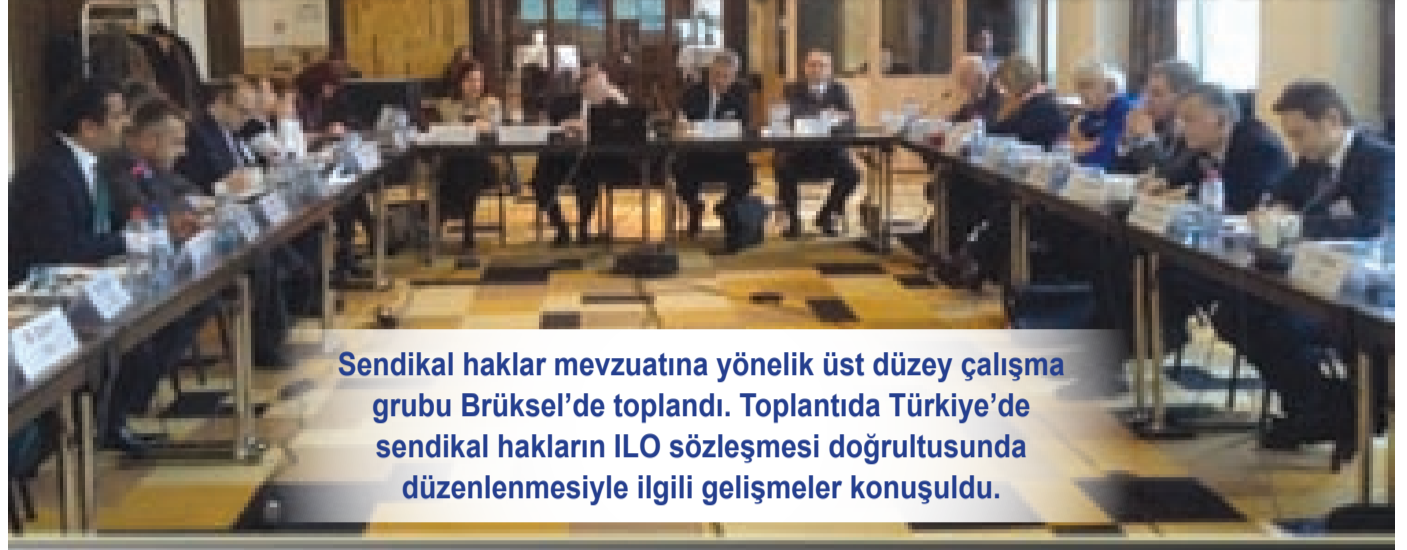 Sendikal haklar mevzuatına yönelik üst düzey çalışma
grubu Brüksel’de toplandı. Toplantıda Türkiye’de
sendikal hakların ILO sözleşmesi doğrultusunda
düzenlenmesiyle ilgili gelişmeler konuşuldu.